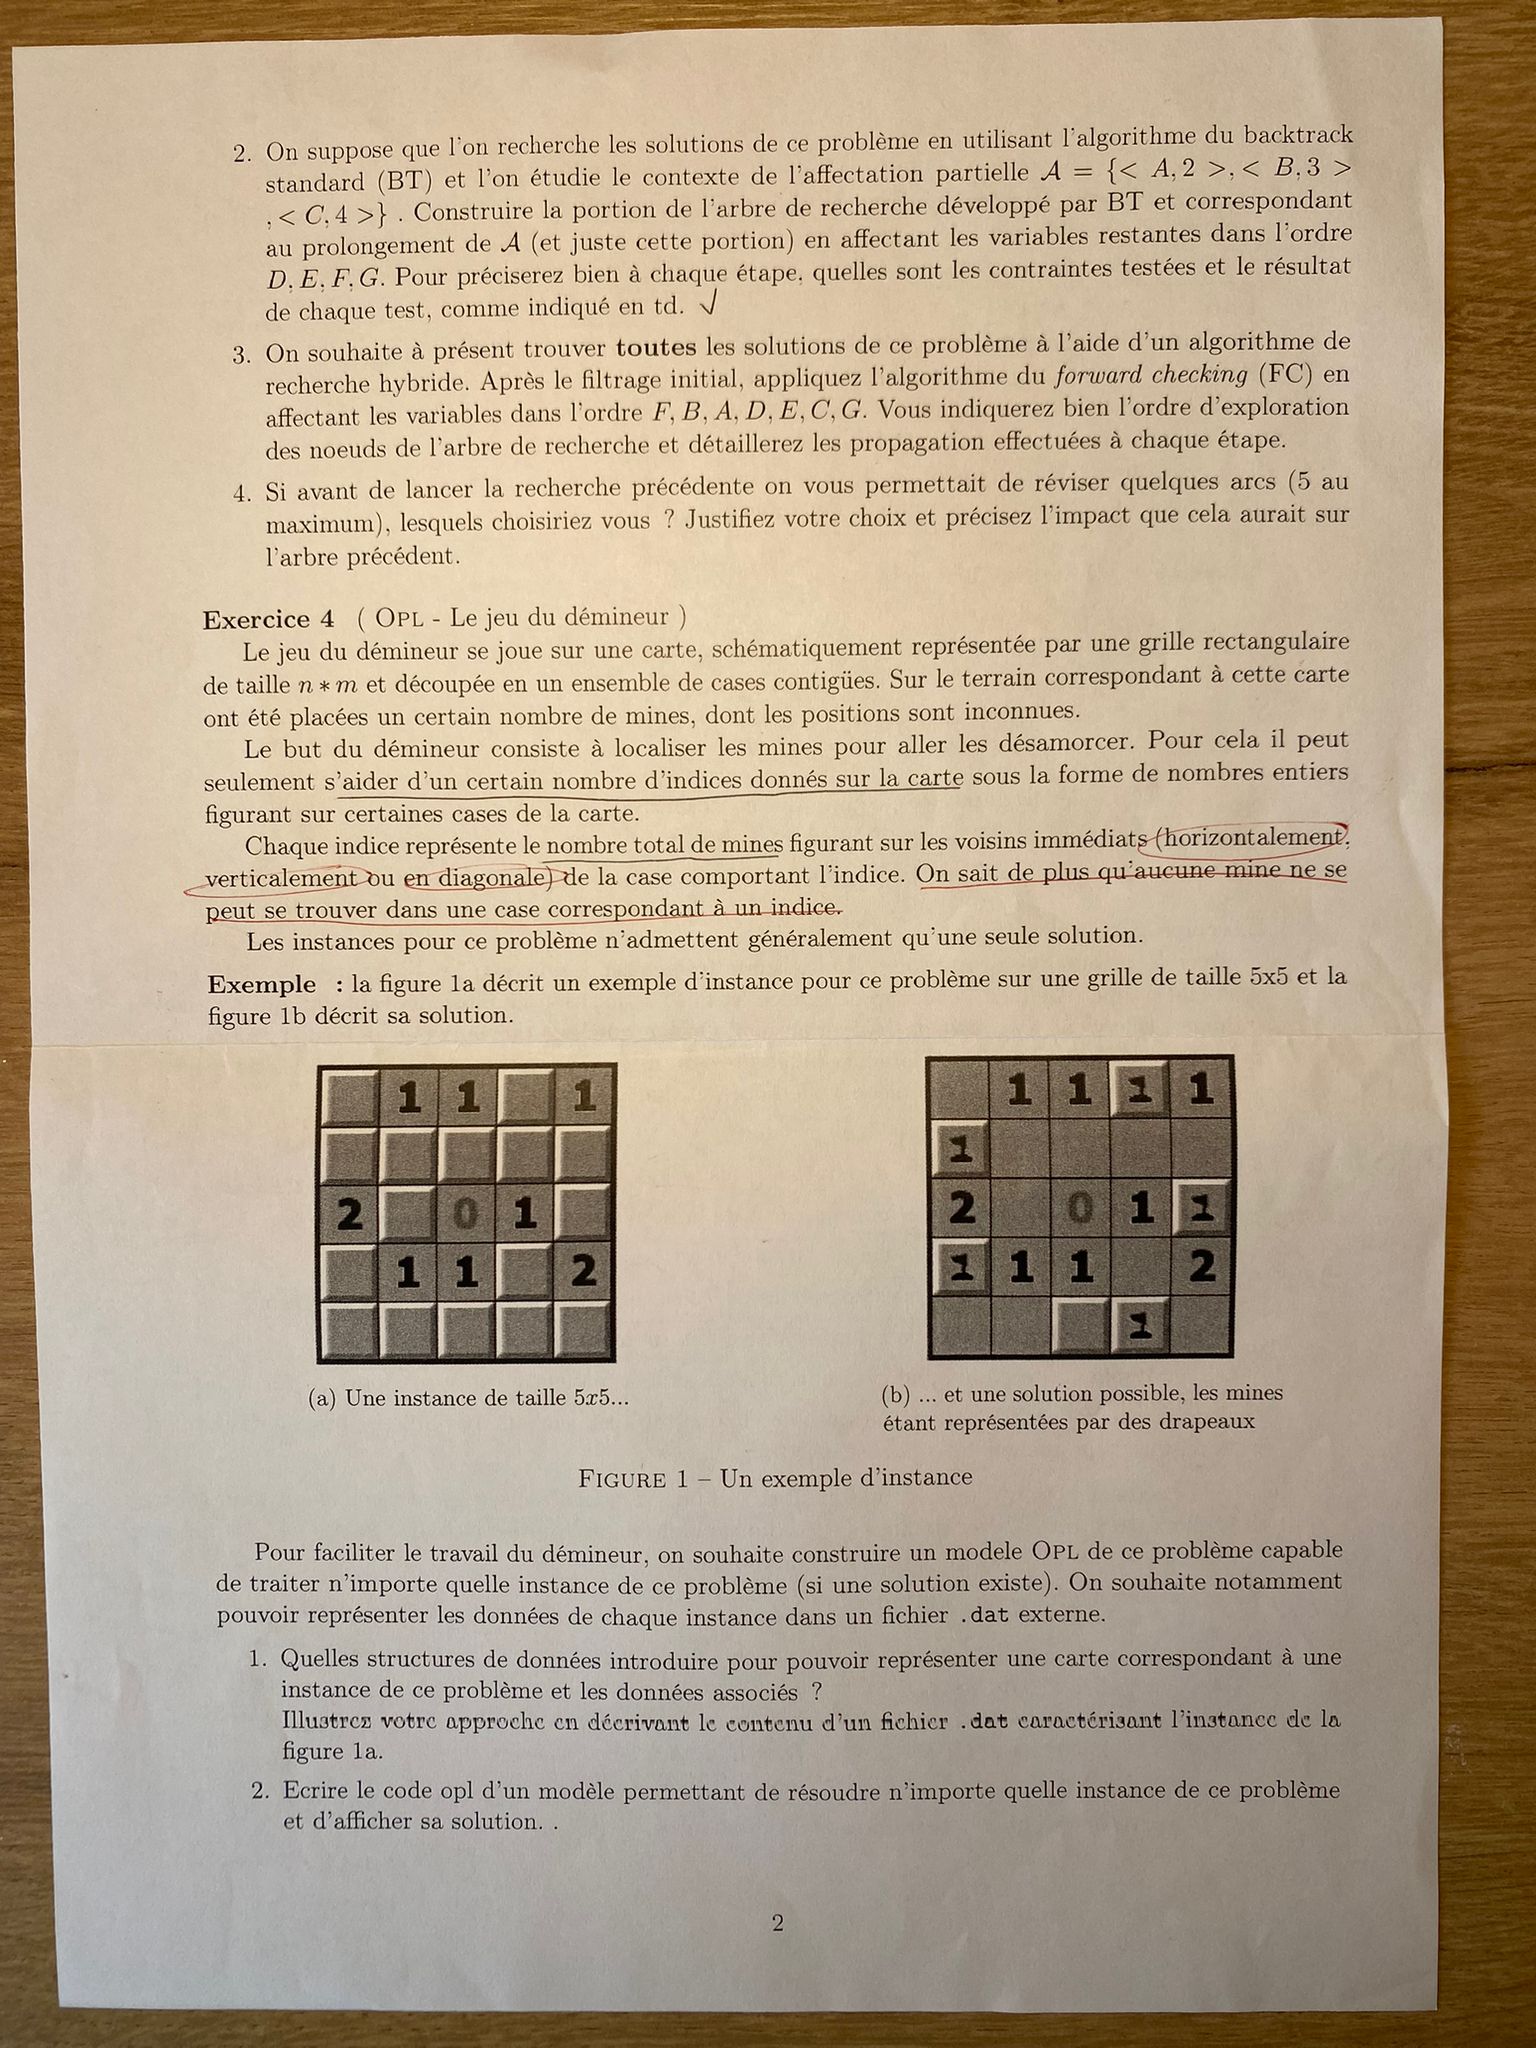 2. On suppose que l'on recherche les solutions de ce problème en utilisant l'algorithme du backtrack
standard (BT) et l'on étudie le contexte de l'affectation partielle 𝒜 = {< A, 2 >, < B, 3 >
, < C, 4 >} . Construire la portion de l'arbre de recherche développé par BT et correspondant
au prolongement de 𝒜 (et juste cette portion) en affectant les variables restantes dans l'ordre
D, E, F, G. Pour préciserez bien à chaque étape, quelles sont les contraintes testées et le résultat
de chaque test, comme indiqué en td. √
3. On souhaite à présent trouver toutes les solutions de ce problème à l'aide d'un algorithme de
recherche hybride. Après le filtrage initial, appliquez l'algorithme du forward checking (FC) en
affectant les variables dans l'ordre F, B, A, D, E, C, G. Vous indiquerez bien l'ordre d'exploration
des noeuds de l'arbre de recherche et détaillerez les propagation effectuées à chaque étape.
4. Si avant de lancer la recherche précédente on vous permettait de réviser quelques arcs (5 au
maximum), lesquels choisiriez vous ? Justifiez votre choix et précisez l'impact que cela aurait sur
l'arbre précédent.
Exercice 4 ( OPL - Le jeu du démineur )
Le jeu du démineur se joue sur une carte, schématiquement représentée par une grille rectangulaire
de taille n * m et découpée en un ensemble de cases contigües. Sur le terrain correspondant à cette carte
ont été placées un certain nombre de mines, dont les positions sont inconnues.
Le but du démineur consiste à localiser les mines pour aller les désamorcer. Pour cela il peut
seulement s'aider d'un certain nombre d'indices donnés sur la carte sous la forme de nombres entiers
figurant sur certaines cases de la carte.
Chaque indice représente le nombre total de mines figurant sur les voisins immédiats (horizontalement,
verticalement ou en diagonale) de la case comportant l'indice. On sait de plus qu'aucune mine ne se
peut se trouver dans une case correspondant à un indice.
Les instances pour ce problème n'admettent généralement qu'une seule solution.
Exemple : la figure 1a décrit un exemple d'instance pour ce problème sur une grille de taille 5x5 et la
figure 1b décrit sa solution.
1 1 1
2 0 1
1 1 2
(a) Une instance de taille 5x5...
1 1 1 1
1
2 0 1 1
1 1 1 2
1
(b) ... et une solution possible, les mines
étant représentées par des drapeaux
FIGURE 1 – Un exemple d'instance
Pour faciliter le travail du démineur, on souhaite construire un modele OPL de ce problème capable
de traiter n'importe quelle instance de ce problème (si une solution existe). On souhaite notamment
pouvoir représenter les données de chaque instance dans un fichier .dat externe.
1. Quelles structures de données introduire pour pouvoir représenter une carte correspondant à une
instance de ce problème et les données associés ?
Illustrez votre approche en décrivant le contenu d'un fichier .dat caractérisant l'instance de la
figure 1a.
2. Ecrire le code opl d'un modèle permettant de résoudre n'importe quelle instance de ce problème
et d'afficher sa solution. .
2